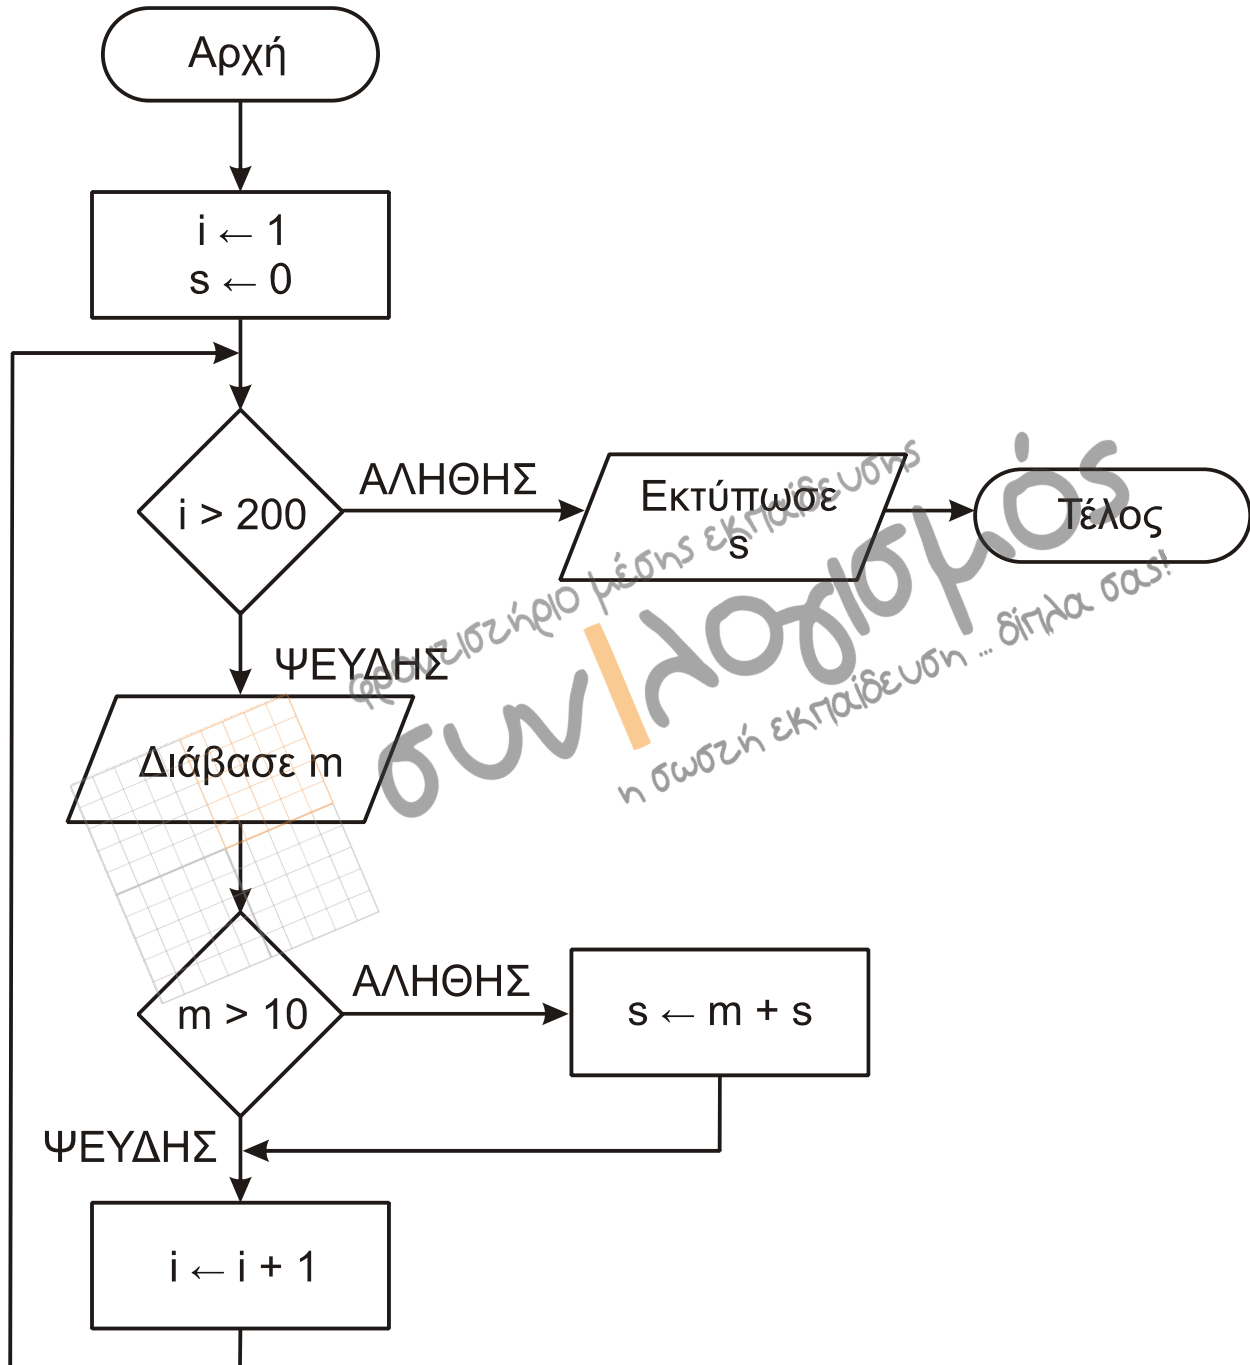 Αρχή
i ← 1
s ← 0
i > 200
ΑΛΗΘΗΣ
Εκτύπωσε
s
Τέλος
ΨΕΥΔΗΣ
Διάβασε m
m > 10
ΑΛΗΘΗΣ
s ← m + s
ΨΕΥΔΗΣ
i ← i + 1
φροντιστήριο μέσης εκπαίδευσης
συνλογισμός
η σωστή εκπαίδευση ... δίπλα σας!